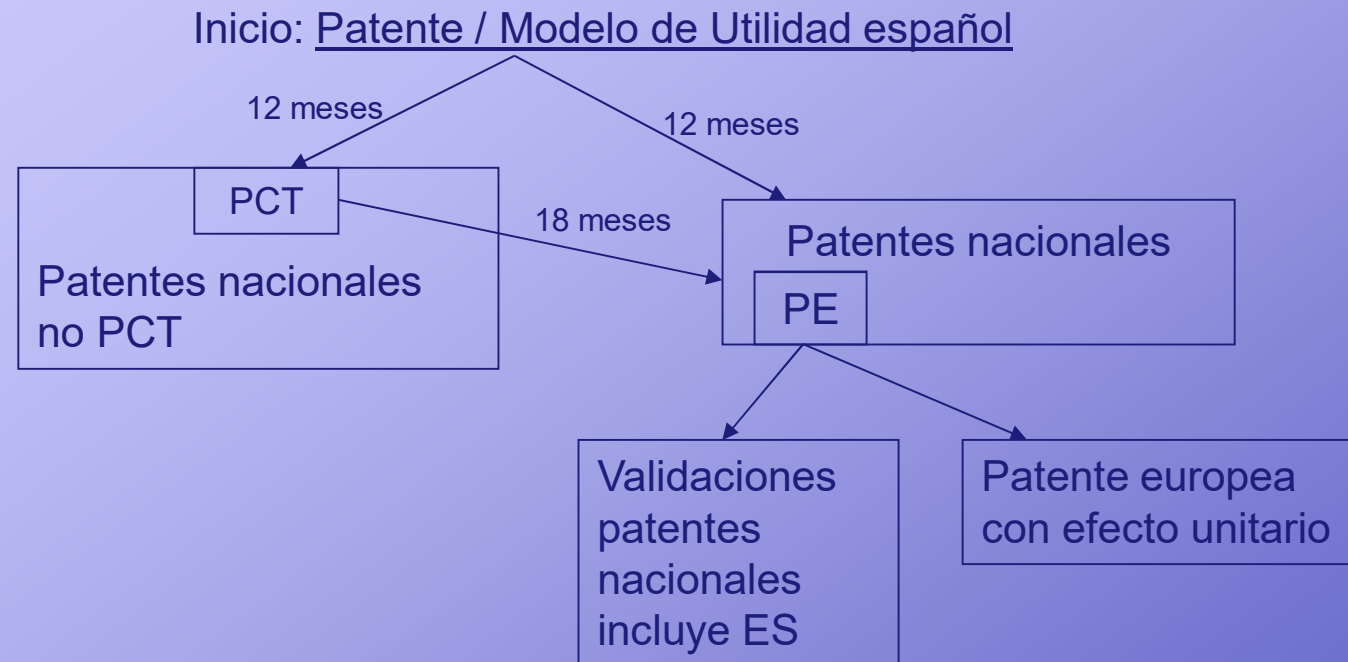 Inicio: Patente / Modelo de Utilidad español
12 meses
12 meses
PCT
18 meses
Patentes nacionales
no PCT
Patentes nacionales
PE
Validaciones
patentes
nacionales
incluye ES
Patente europea
con efecto unitario